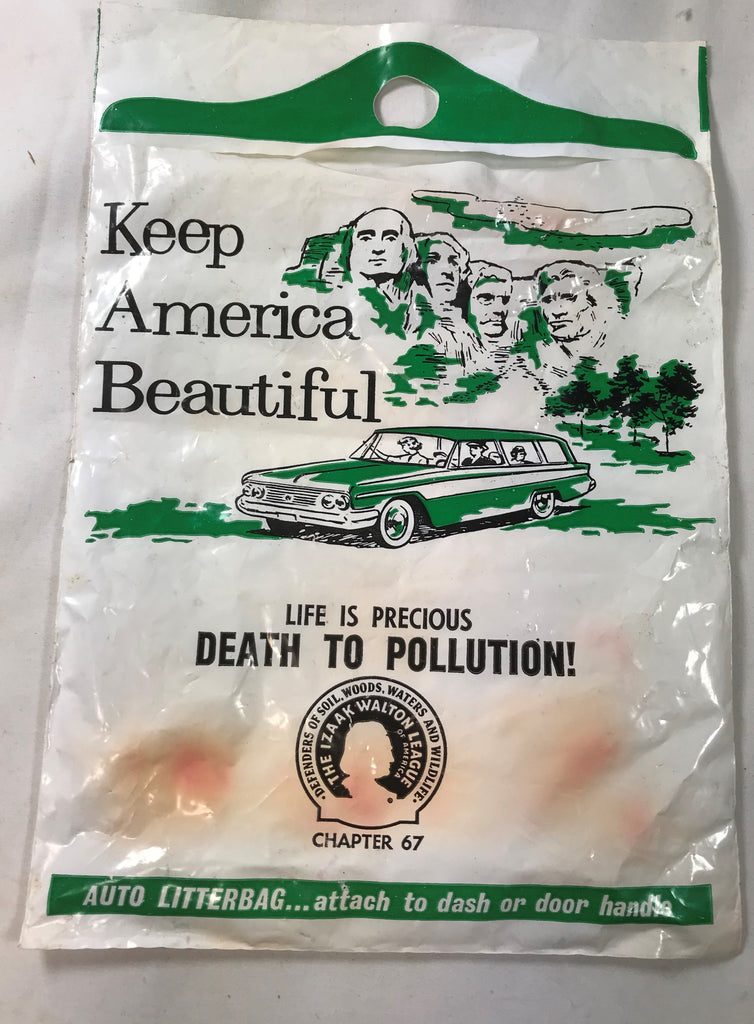 Keep
America
Beautiful
LIFE IS PRECIOUS
DEATH TO POLLUTION!
·DEFENDERS OF SOIL, WOODS, WATERS AND WILDLIFE·
THE IZAAK WALTON LEAGUE
OF AMERICA
CHAPTER 67
AUTO LITTERBAG...attach to dash or door handle